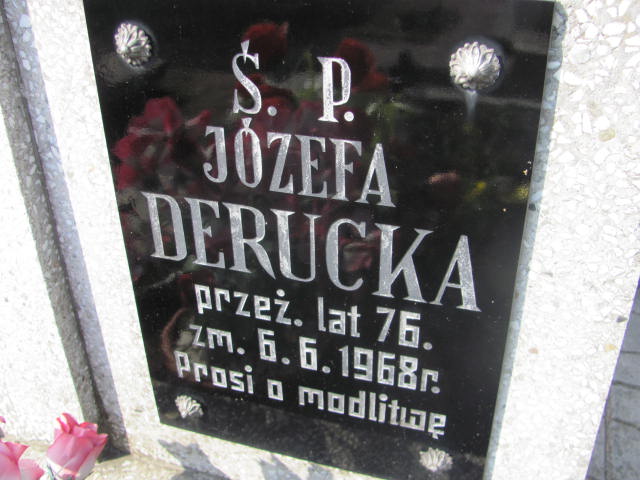 Ś. P.
JÓZEFA
DERUCKA
przeż. lat 76.
zm. 6.6.1968r.
Prosi o modlitwę